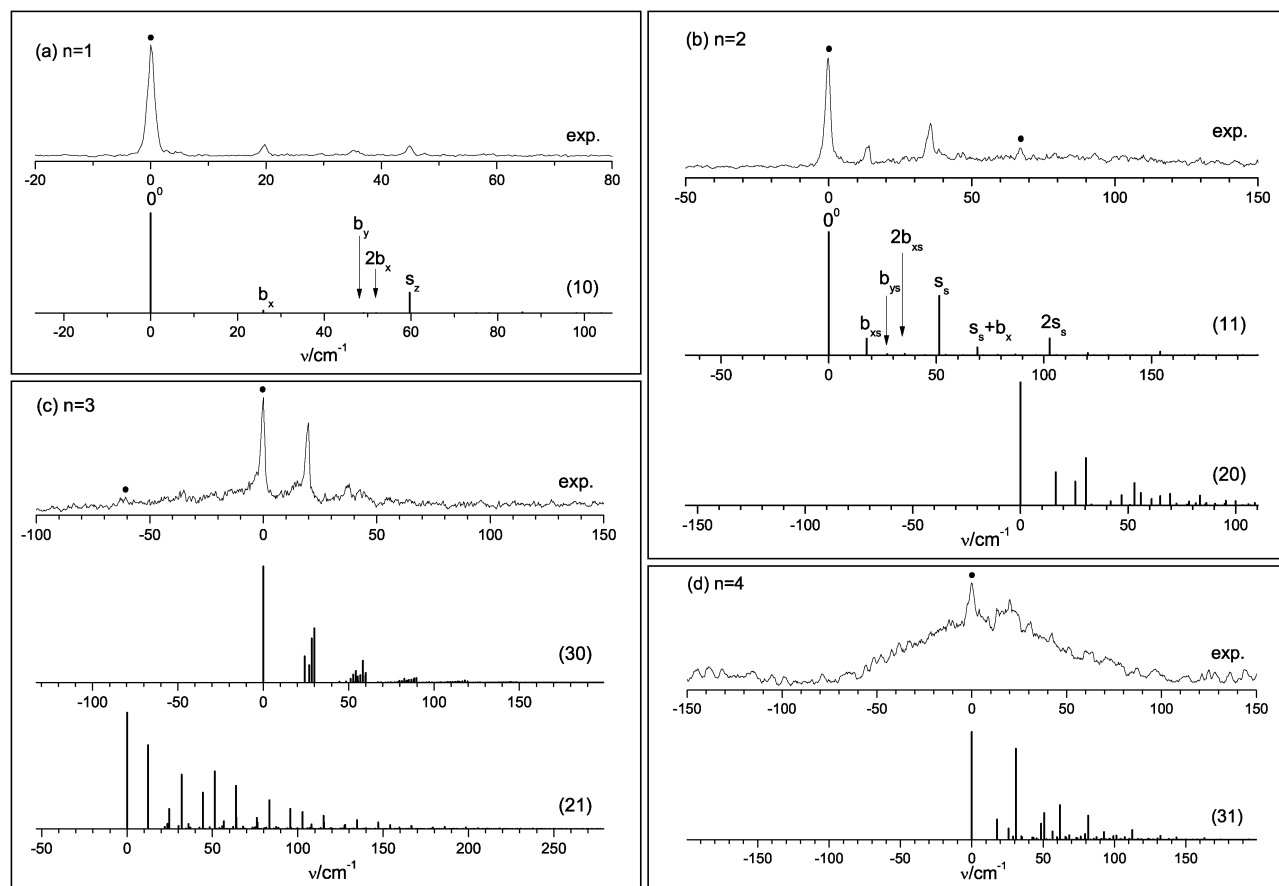 (a) n=1
exp.
-20 0 20 40 60 80
0⁰
b_y
2b_x
b_x
s_z
(10)
-20 0 20 40 60 80 100
ν/cm⁻¹
(b) n=2
exp.
-50 0 50 100 150
0⁰
2b_xs
b_ys
s_s
b_xs
s_s+b_x
2s_s
(11)
-50 0 50 100 150
(20)
-150 -100 -50 0 50 100
ν/cm⁻¹
(c) n=3
exp.
-100 -50 0 50 100 150
(30)
-100 -50 0 50 100 150
(21)
-50 0 50 100 150 200 250
ν/cm⁻¹
(d) n=4
exp.
-150 -100 -50 0 50 100 150
(31)
-150 -100 -50 0 50 100 150
ν/cm⁻¹